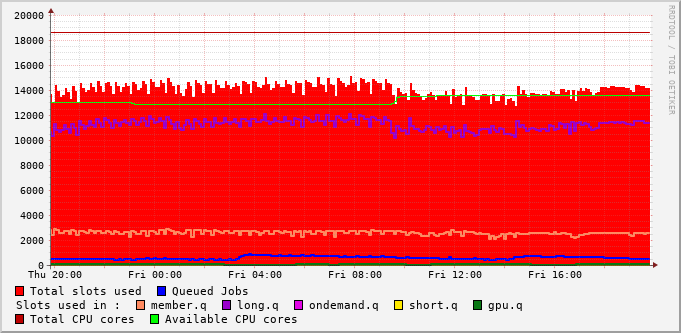 20000
18000
16000
14000
12000
10000
8000
6000
4000
2000
0
Thu 20:00 Fri 00:00 Fri 04:00 Fri 08:00 Fri 12:00 Fri 16:00
Total slots used Queued Jobs
Slots used in : member.q long.q ondemand.q short.q gpu.q
Total CPU cores Available CPU cores
RRDTOOL / TOBI OETIKER